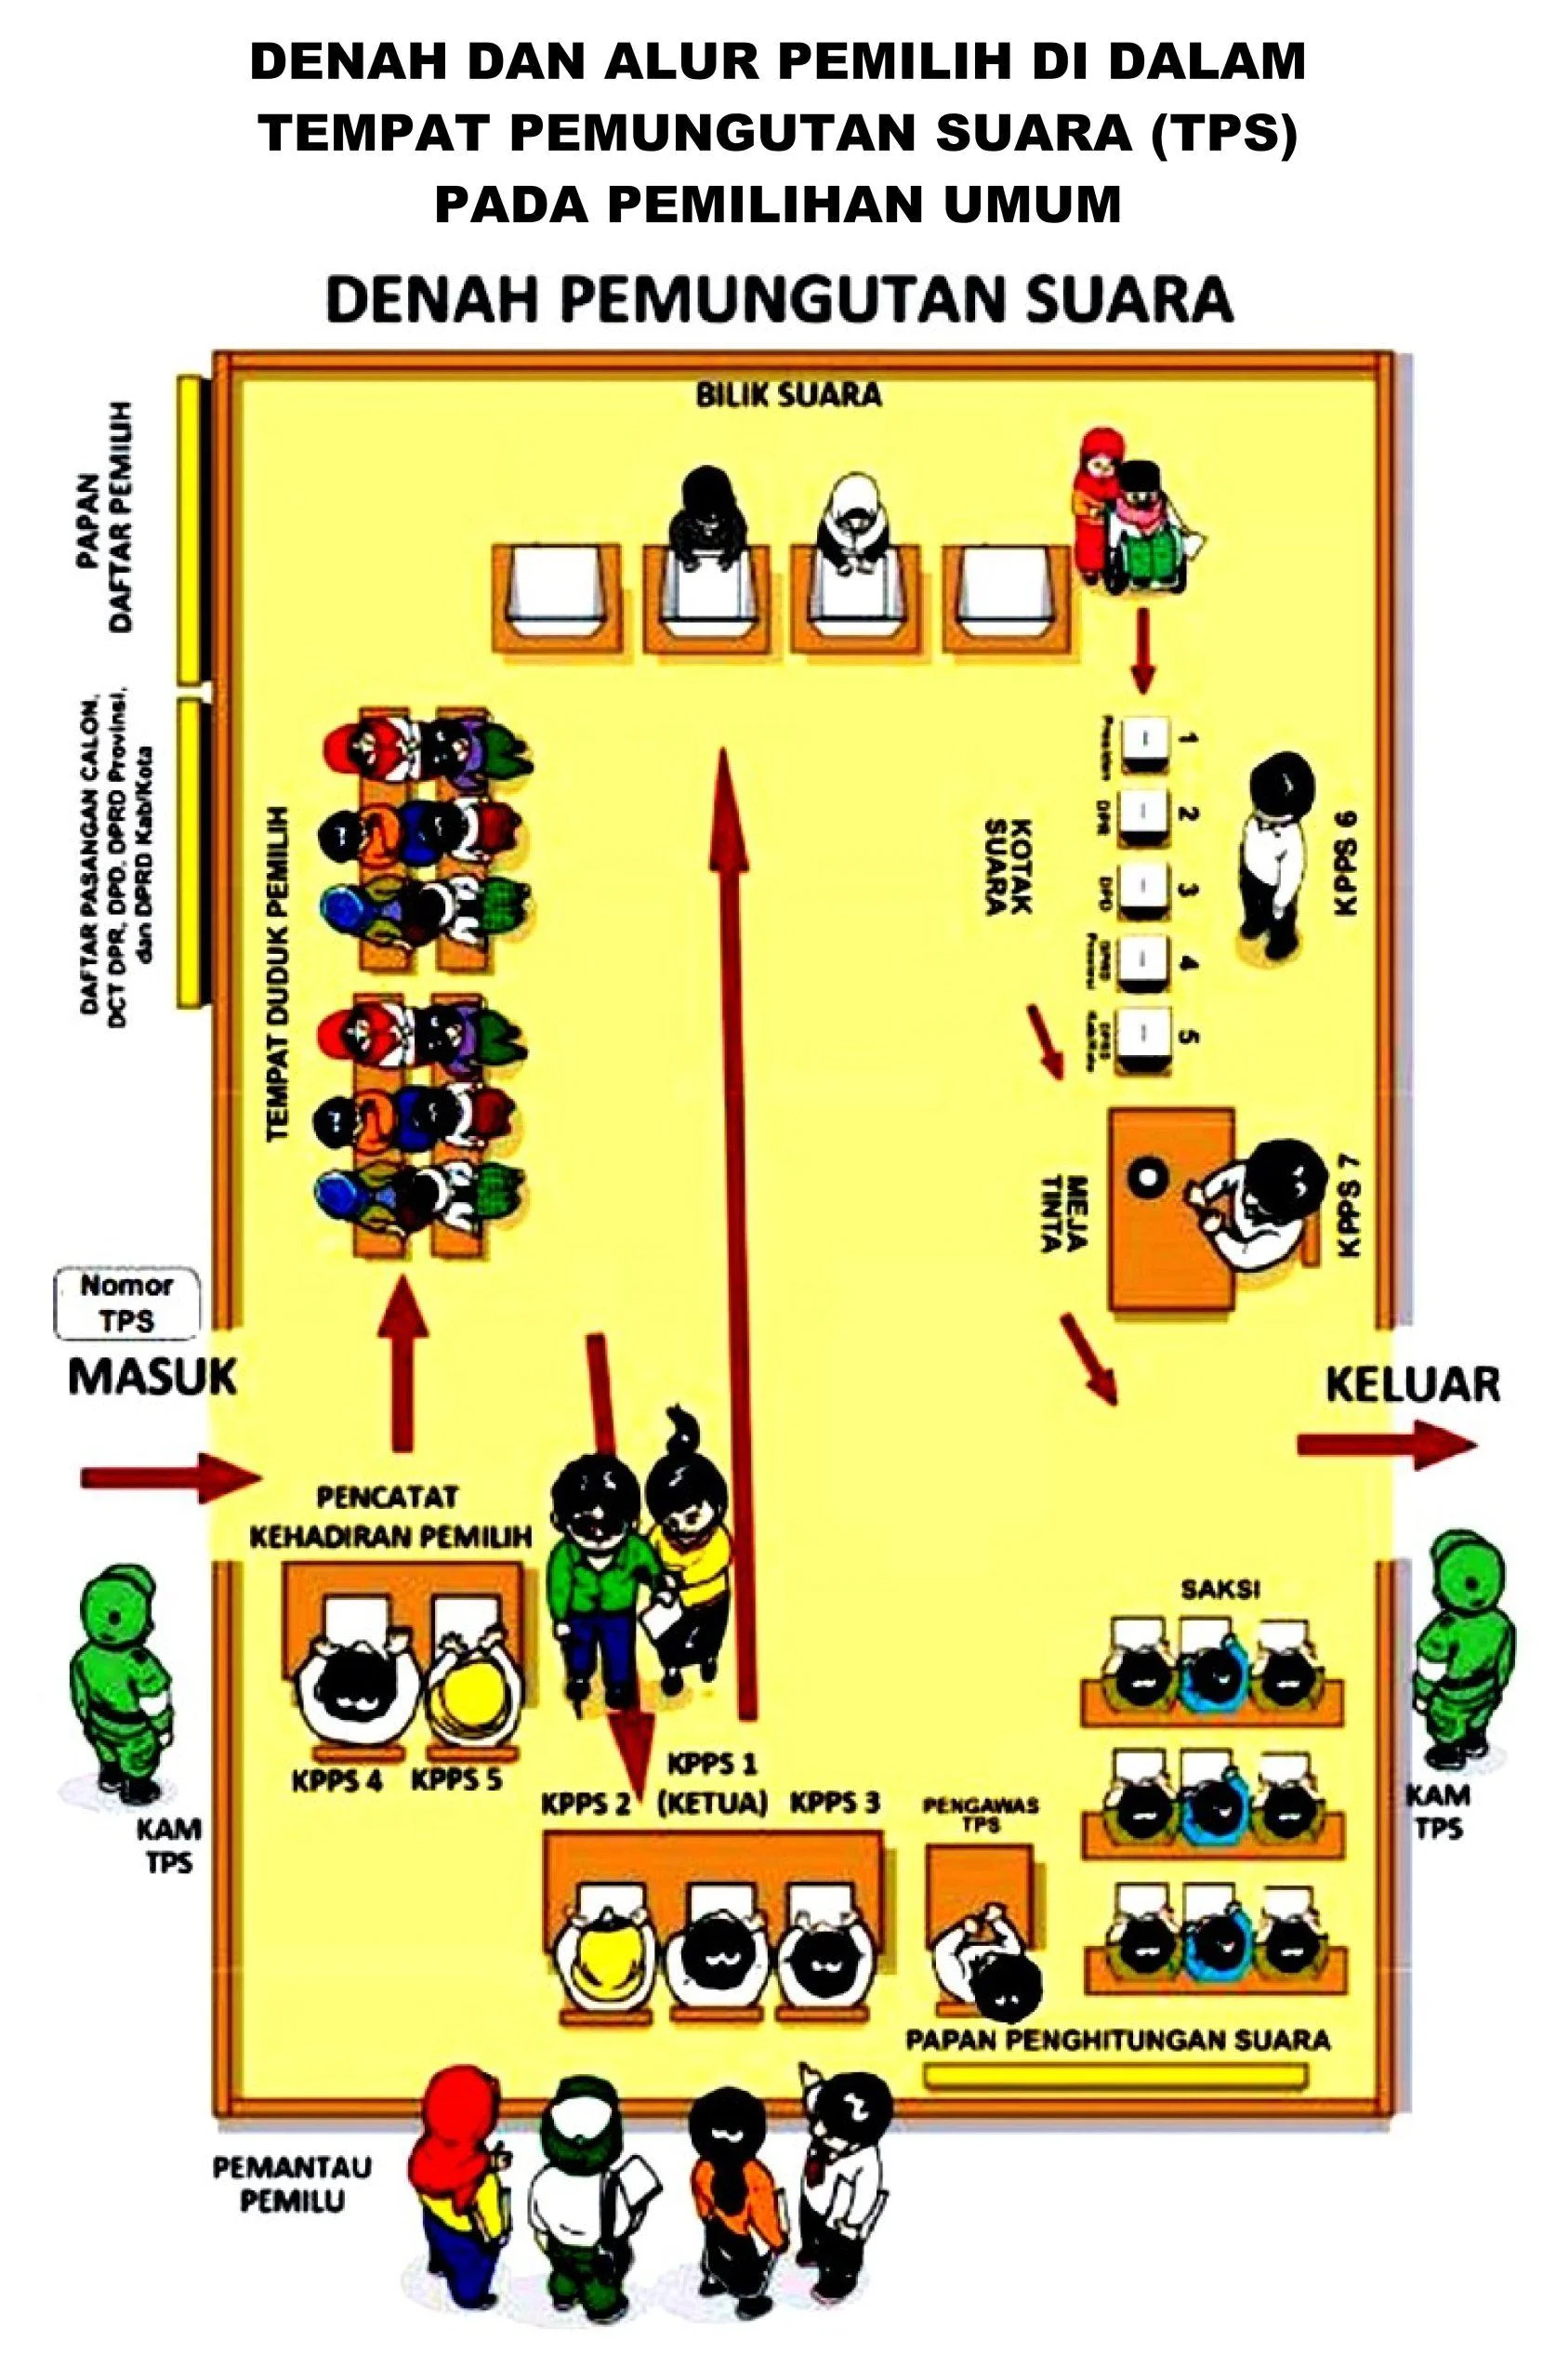 DENAH DAN ALUR PEMILIH DI DALAM
TEMPAT PEMUNGUTAN SUARA (TPS)
PADA PEMILIHAN UMUM
DENAH PEMUNGUTAN SUARA
BILIK SUARA
PAPAN
DAFTAR PEMILIH
DAFTAR PASANGAN CALON,
DCT DPR, DPD, DPRD Provinsi,
dan DPRD Kab/Kota
TEMPAT DUDUK PEMILIH
KOTAK
SUARA
1
Presiden
2
DPR
3
DPD
4
DPRD
Provinsi
5
DPRD
Kab/Kota
KPPS 6
MEJA
TINTA
KPPS 7
Nomor
TPS
MASUK
KELUAR
PENCATAT
KEHADIRAN PEMILIH
KPPS 4
KPPS 5
KAM
TPS
SAKSI
KAM
TPS
KPPS 2
KPPS 1
(KETUA)
KPPS 3
PENGAWAS
TPS
PAPAN PENGHITUNGAN SUARA
PEMANTAU
PEMILU